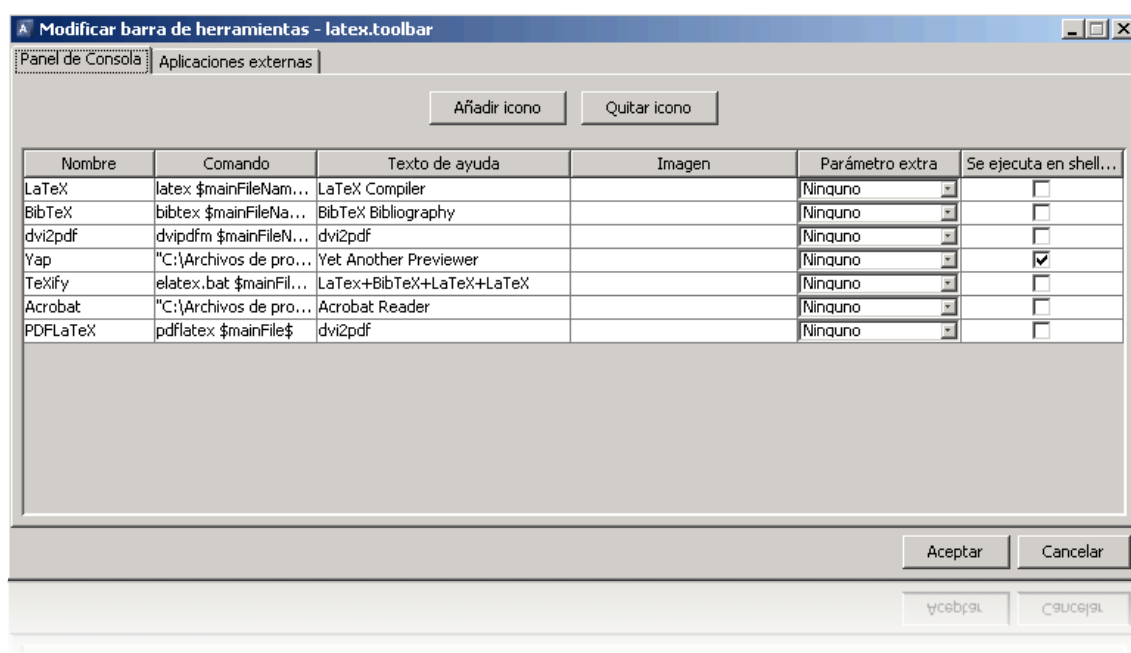 Modificar barra de herramientas - latex.toolbar
Panel de Consola Aplicaciones externas
Añadir icono Quitar icono
Nombre Comando Texto de ayuda Imagen Parámetro extra Se ejecuta en shell...
LaTeX latex $mainFileNam... LaTeX Compiler Ninguno
BibTeX bibtex $mainFileNa... BibTeX Bibliography Ninguno
dvi2pdf dvipdfm $mainFileN... dvi2pdf Ninguno
Yap "C:\Archivos de pro... Yet Another Previewer Ninguno
TeXify elatex.bat $mainFil... LaTex+BibTeX+LaTeX+LaTeX Ninguno
Acrobat "C:\Archivos de pro... Acrobat Reader Ninguno
PDFLaTeX pdflatex $mainFile$ dvi2pdf Ninguno
Aceptar Cancelar
Aceptar Cancelar